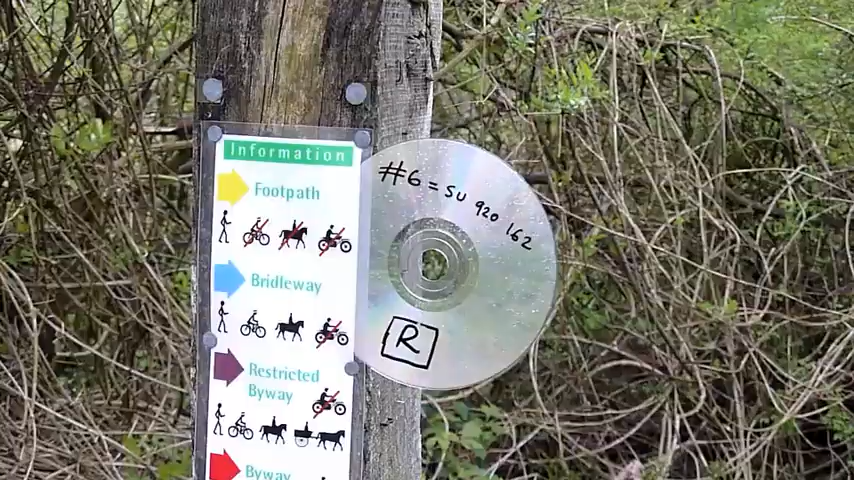 Information
Footpath
Bridleway
Restricted
Byway
Byway
#6 = SU 920 162
R